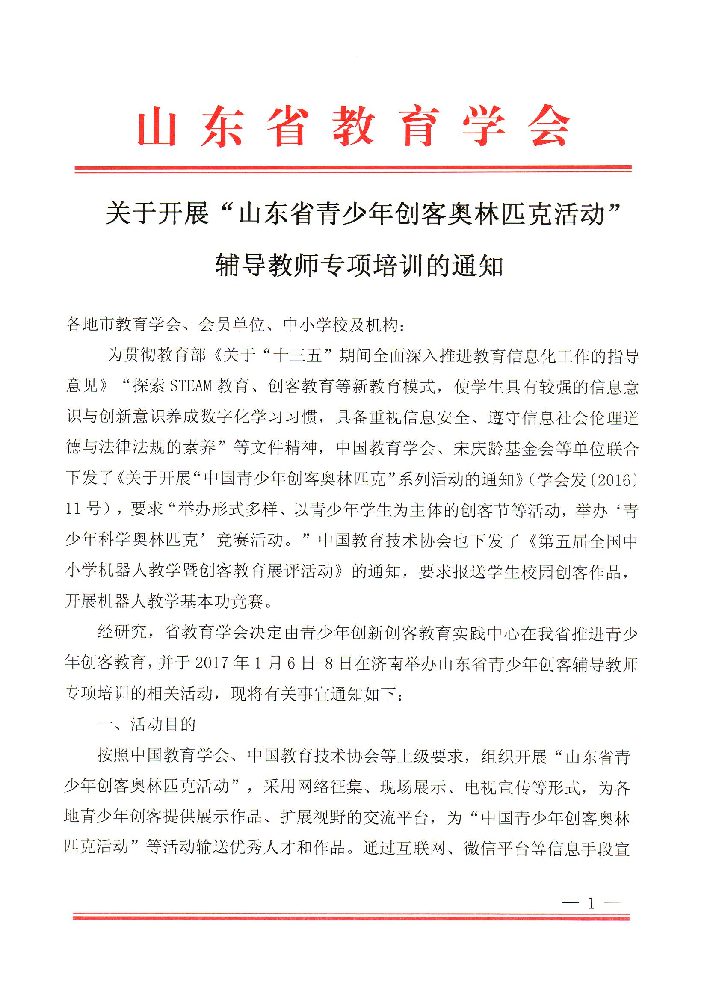 山东省教育学会
关于开展“山东省青少年创客奥林匹克活动”
辅导教师专项培训的通知
各地市教育学会、会员单位、中小学校及机构：
为贯彻教育部《关于“十三五”期间全面深入推进教育信息化工作的指导
意见》“探索 STEAM 教育、创客教育等新教育模式，使学生具有较强的信息意
识与创新意识养成数字化学习习惯，具备重视信息安全、遵守信息社会伦理道
德与法律法规的素养”等文件精神，中国教育学会、宋庆龄基金会等单位联合
下发了《关于开展“中国青少年创客奥林匹克”系列活动的通知》（学会发〔2016〕
11 号），要求“举办形式多样、以青少年学生为主体的创客节等活动，举办‘青
少年科学奥林匹克’竞赛活动。”中国教育技术协会也下发了《第五届全国中
小学机器人教学暨创客教育展评活动》的通知，要求报送学生校园创客作品，
开展机器人教学基本功竞赛。
经研究，省教育学会决定由青少年创新创客教育实践中心在我省推进青少
年创客教育，并于 2017 年 1 月 6 日-8 日在济南举办山东省青少年创客辅导教师
专项培训的相关活动，现将有关事宜通知如下：
一、活动目的
按照中国教育学会、中国教育技术协会等上级要求，组织开展“山东省青
少年创客奥林匹克活动”，采用网络征集、现场展示、电视宣传等形式，为各
地青少年创客提供展示作品、扩展视野的交流平台，为“中国青少年创客奥林
匹克活动”等活动输送优秀人才和作品。通过互联网、微信平台等信息手段宣
— 1 —